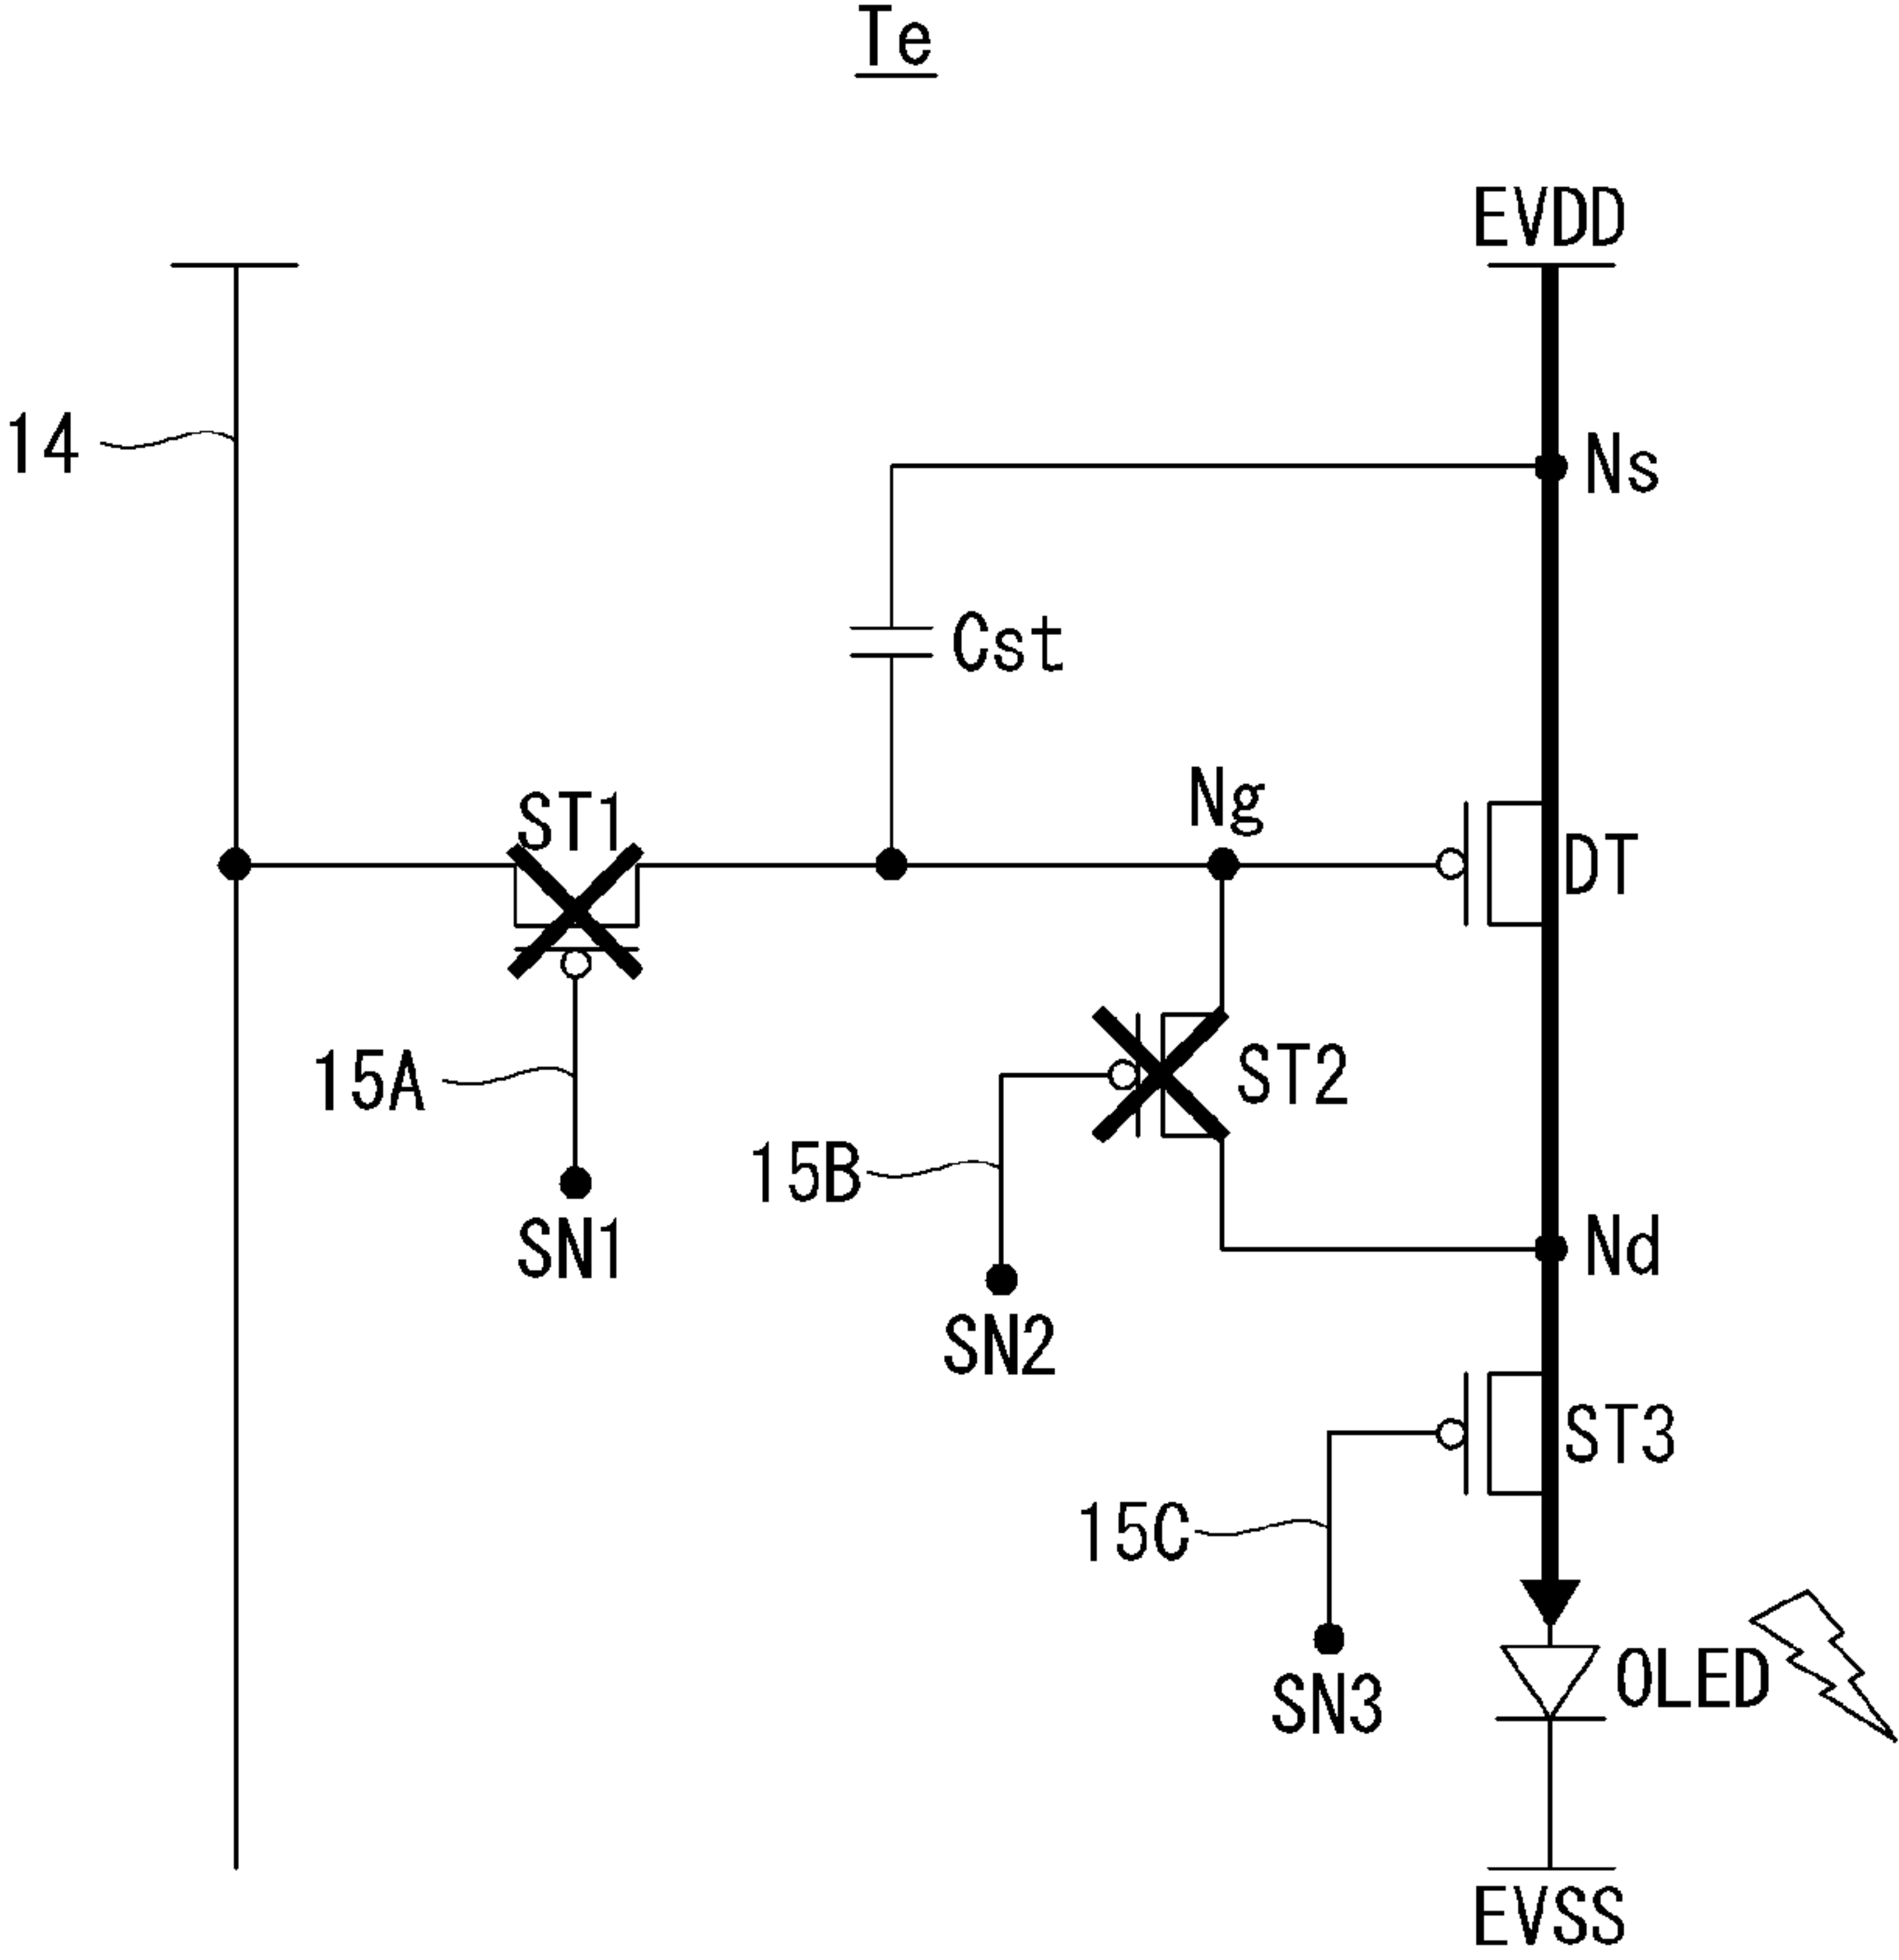 Te
EVDD
14
Ns
Cst
Ng
ST1
DT
15A
ST2
15B
SN1
Nd
SN2
ST3
15C
OLED
SN3
EVSS